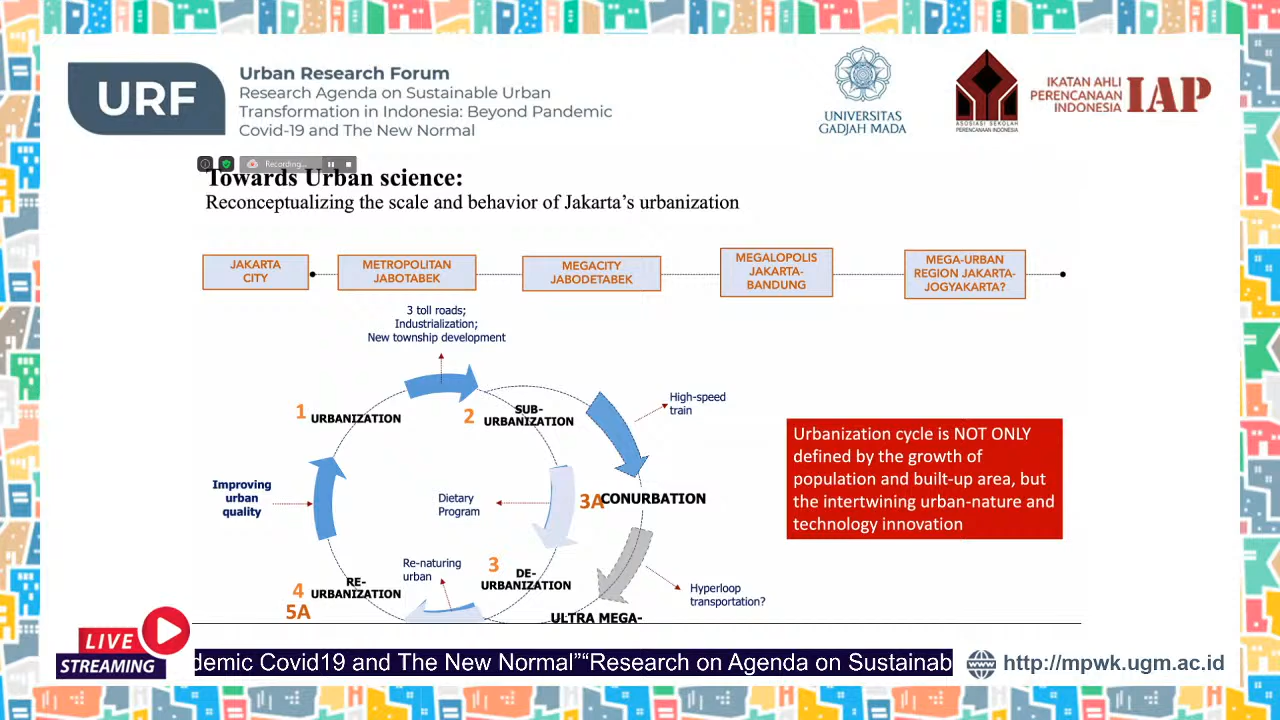 URF
Urban Research Forum
Research Agenda on Sustainable Urban
Transformation in Indonesia: Beyond Pandemic
Covid-19 and The New Normal
UNIVERSITAS
GADJAH MADA
ASOSIASI SEKOLAH
PERENCANAAN INDONESIA
IKATAN AHLI
PERENCANAAN
INDONESIA
IAP
Recording...
Towards Urban science:
Reconceptualizing the scale and behavior of Jakarta's urbanization
JAKARTA
CITY
METROPOLITAN
JABOTABEK
MEGACITY
JABODETABEK
MEGALOPOLIS
JAKARTA-
BANDUNG
MEGA-URBAN
REGION JAKARTA-
JOGYAKARTA?
3 toll roads;
Industrialization;
New township development
1 URBANIZATION
2 SUB-
URBANIZATION
High-speed
train
Improving
urban
quality
Dietary
Program
3A CONURBATION
Urbanization cycle is NOT ONLY
defined by the growth of
population and built-up area, but
the intertwining urban-nature and
technology innovation
Re-naturing
urban
3 DE-
URBANIZATION
4 RE-
URBANIZATION
5A
Hyperloop
transportation?
ULTRA MEGA-
LIVE
STREAMING
demic Covid19 and The New Normal”“Research on Agenda on Sustainab
http://mpwk.ugm.ac.id